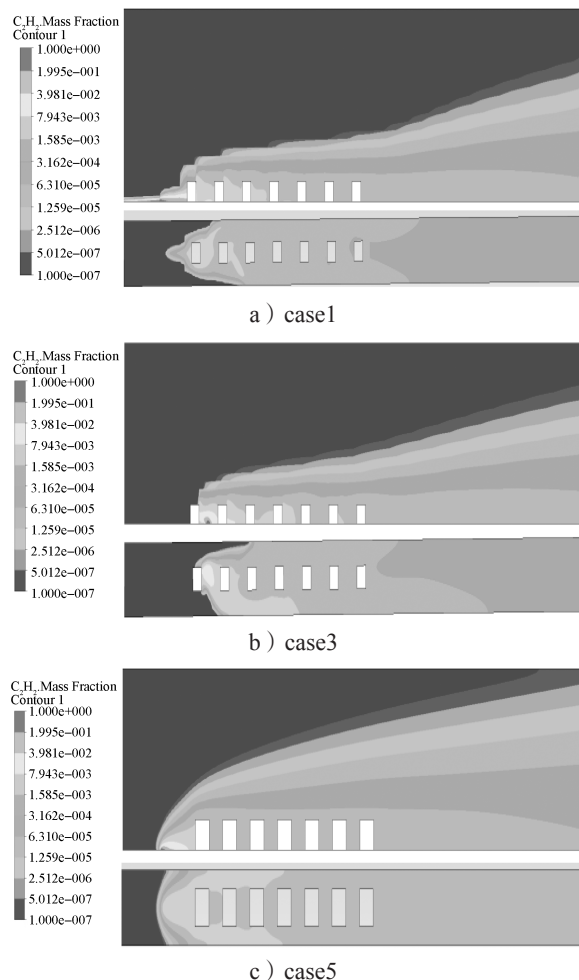 C₂H₂.Mass Fraction
Contour 1
1.000e+000
1.995e−001
3.981e−002
7.943e−003
1.585e−003
3.162e−004
6.310e−005
1.259e−005
2.512e−006
5.012e−007
1.000e−007
a）case1
C₂H₂.Mass Fraction
Contour 1
1.000e+000
1.995e−001
3.981e−002
7.943e−003
1.585e−003
3.162e−004
6.310e−005
1.259e−005
2.512e−006
5.012e−007
1.000e−007
b）case3
C₂H₂.Mass Fraction
Contour 1
1.000e+000
1.995e−001
3.981e−002
7.943e−003
1.585e−003
3.162e−004
6.310e−005
1.259e−005
2.512e−006
5.012e−007
1.000e−007
c）case5